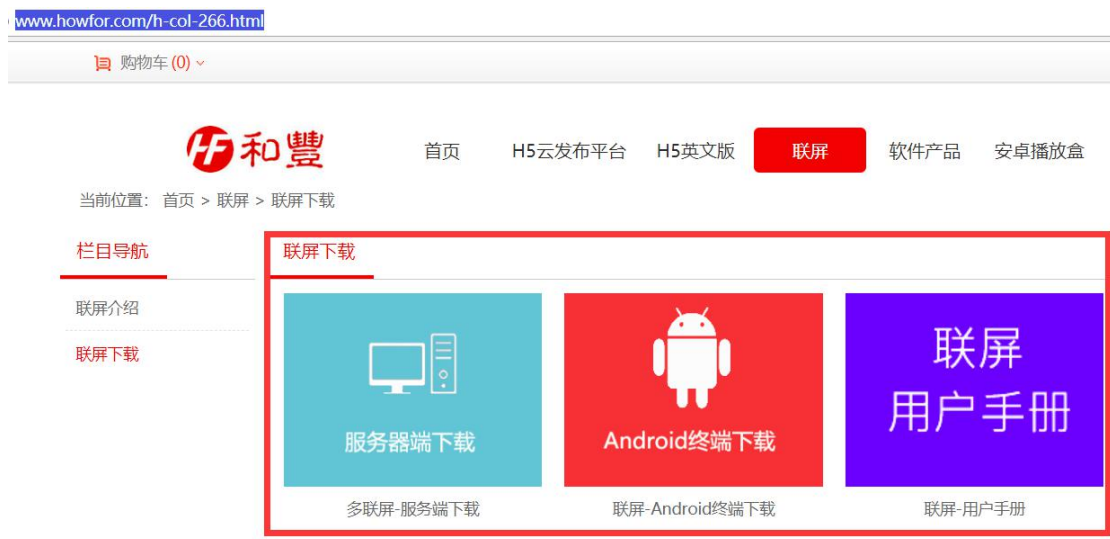 www.howfor.com/h-col-266.html
购物车(0)
HF和豐
首页 H5云发布平台 H5英文版 联屏 软件产品 安卓播放盒
当前位置： 首页 > 联屏 > 联屏下载
栏目导航
联屏介绍
联屏下载
联屏下载
服务器端下载
Android终端下载
联屏
用户手册
多联屏-服务端下载
联屏-Android终端下载
联屏-用户手册